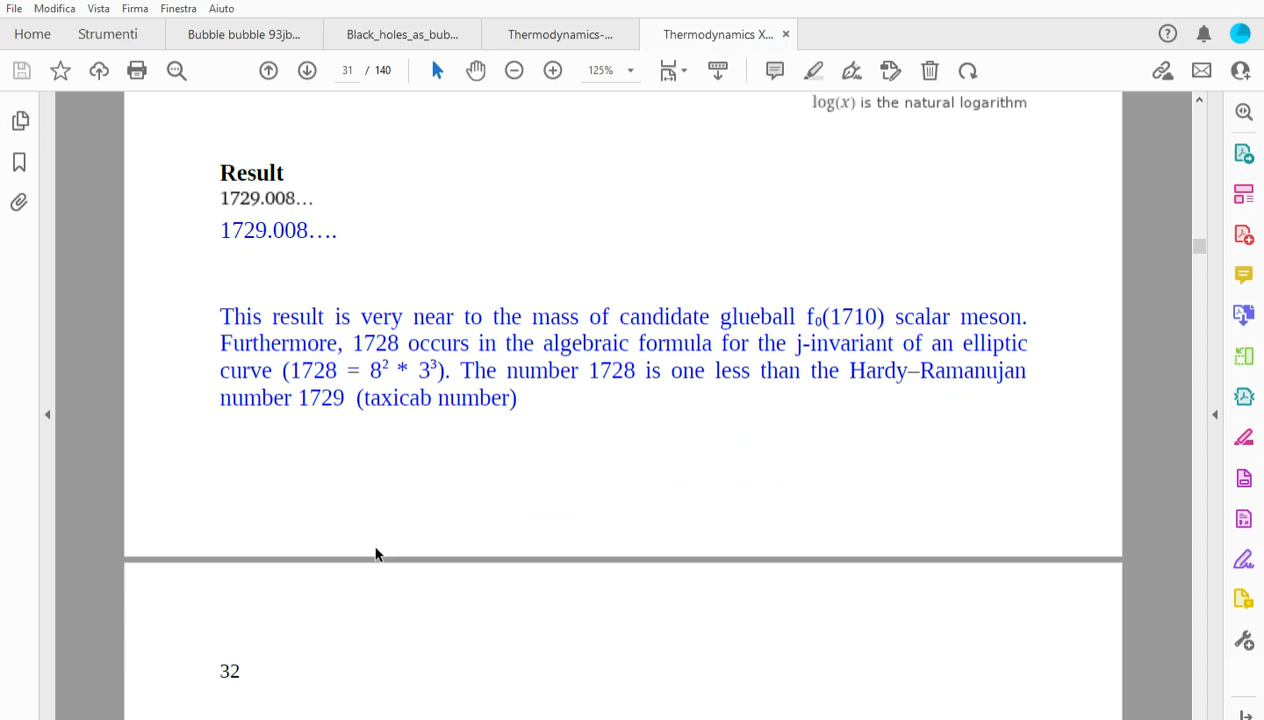 File Modifica Vista Firma Finestra Aiuto
Home Strumenti Bubble bubble 93jb... Black_holes_as_bub... Thermodynamics-... Thermodynamics X... ×
31 / 140 125%
log(x) is the natural logarithm
Result
1729.008…
1729.008….
This result is very near to the mass of candidate glueball f₀(1710) scalar meson.
Furthermore, 1728 occurs in the algebraic formula for the j-invariant of an elliptic
curve (1728 = 8² * 3³). The number 1728 is one less than the Hardy–Ramanujan
number 1729 (taxicab number)
32